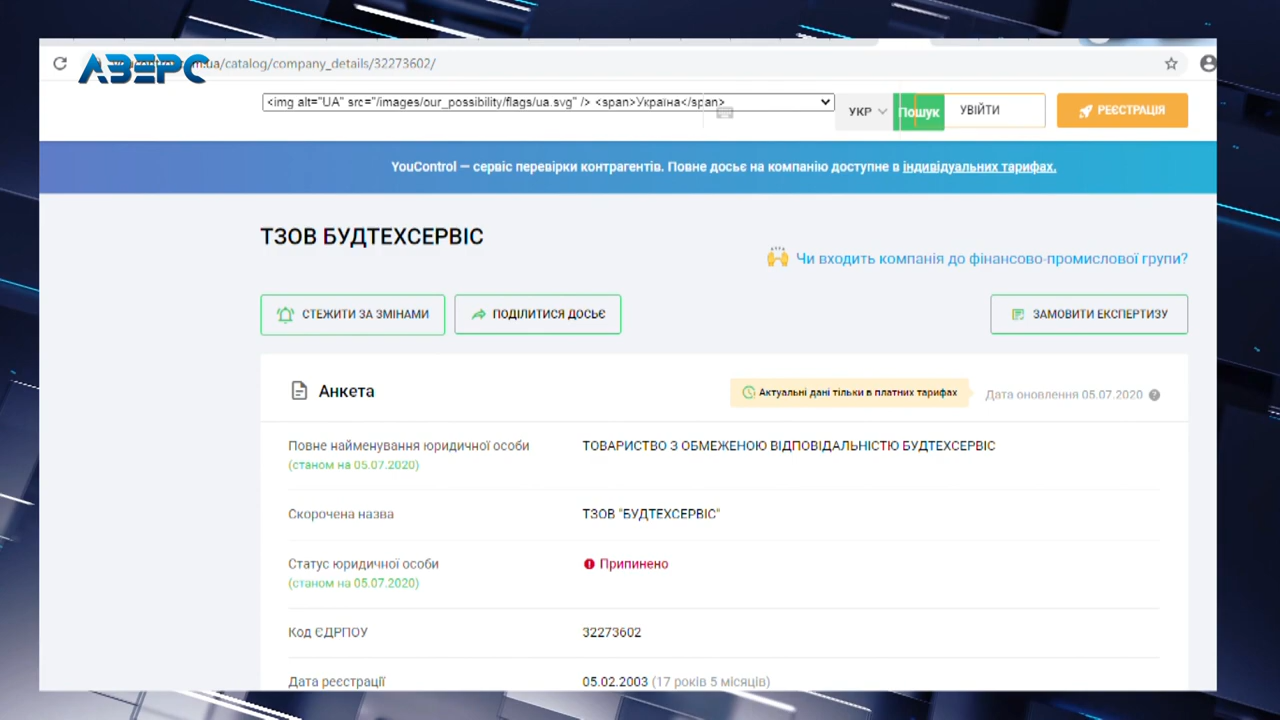 АВЕРС
.ua/catalog/company_details/32273602/
<img alt="UA" src="/images/our_possibility/flags/ua.svg" /> <span>Україна</span>
УКР
Пошук
УВІЙТИ
РЕЄСТРАЦІЯ
YouControl — сервіс перевірки контрагентів. Повне досьє на компанію доступне в індивідуальних тарифах.
ТЗОВ БУДТЕХСЕРВІС
Чи входить компанія до фінансово-промислової групи?
СТЕЖИТИ ЗА ЗМІНАМИ
ПОДІЛИТИСЯ ДОСЬЄ
ЗАМОВИТИ ЕКСПЕРТИЗУ
Анкета
Актуальні дані тільки в платних тарифах
Дата оновлення 05.07.2020
Повне найменування юридичної особи
(станом на 05.07.2020)
ТОВАРИСТВО З ОБМЕЖЕНОЮ ВІДПОВІДАЛЬНІСТЮ БУДТЕХСЕРВІС
Скорочена назва
ТЗОВ "БУДТЕХСЕРВІС"
Статус юридичної особи
(станом на 05.07.2020)
Припинено
Код ЄДРПОУ
32273602
Дата реєстрації
05.02.2003 (17 років 5 місяців)